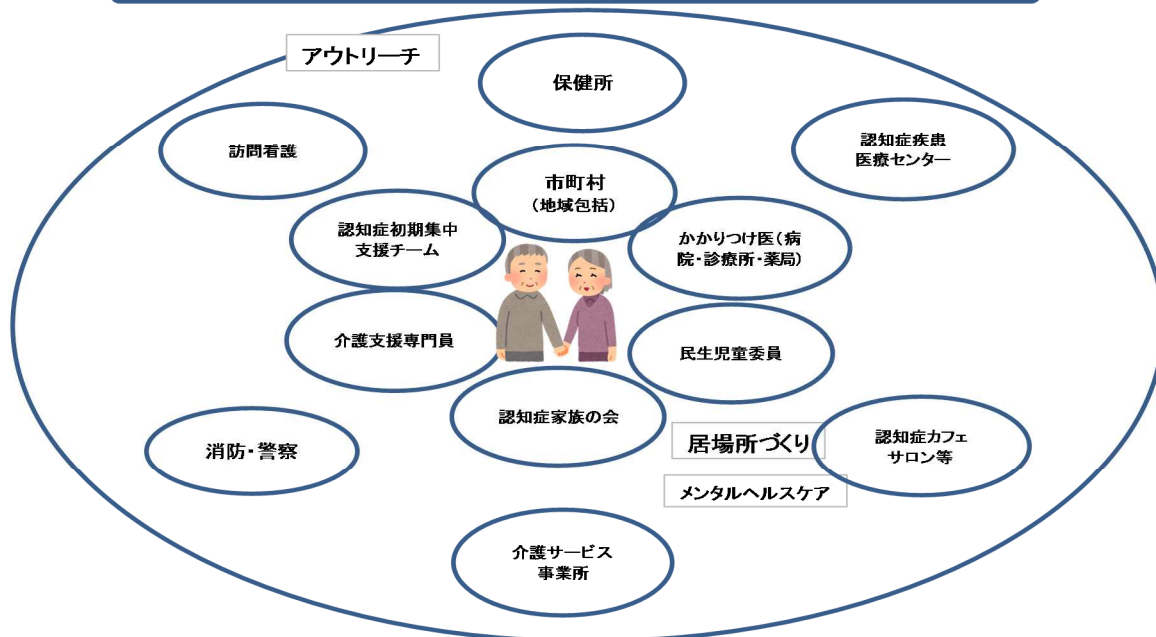 アウトリーチ
保健所
訪問看護
認知症疾患
医療センター
市町村
(地域包括)
認知症初期集中
支援チーム
かかりつけ医(病
院・診療所・薬局)
介護支援専門員
民生児童委員
認知症家族の会
消防・警察
居場所づくり
認知症カフェ
サロン等
メンタルヘルスケア
介護サービス
事業所